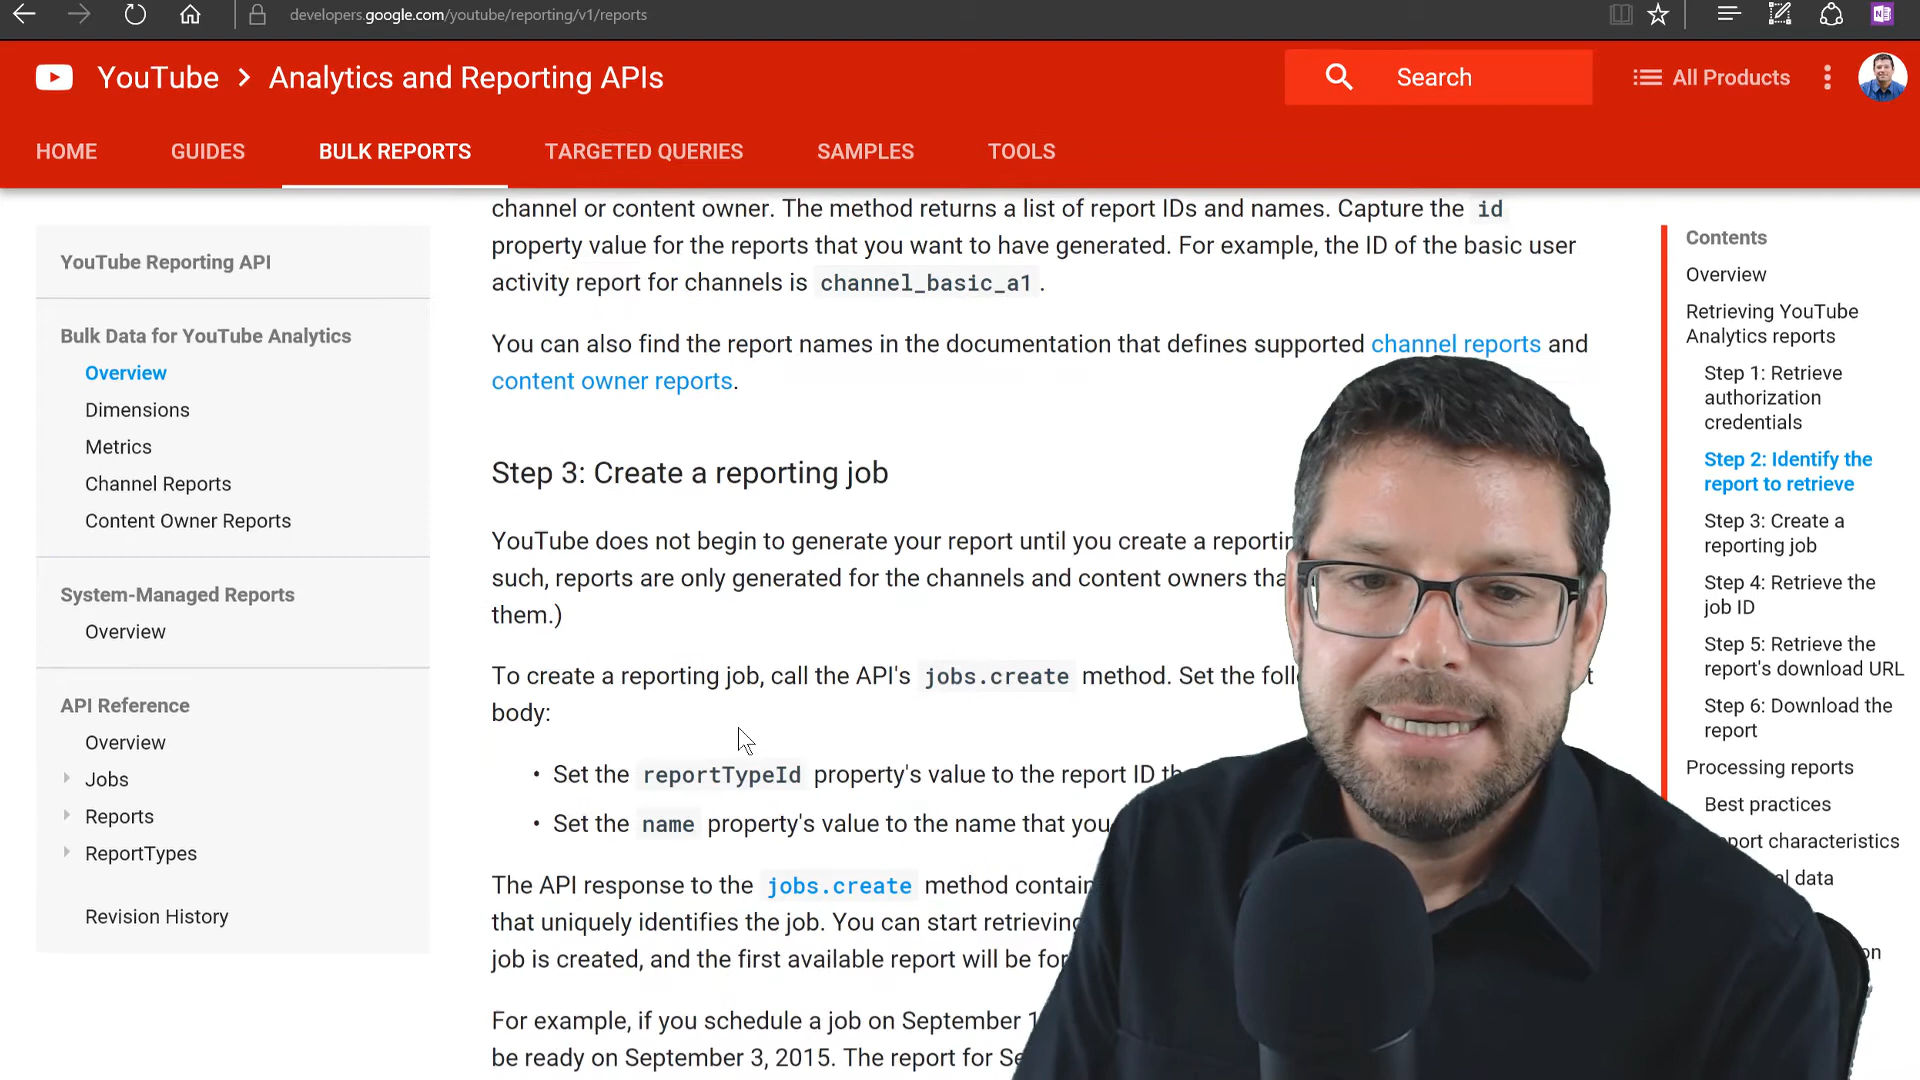 developers.google.com/youtube/reporting/v1/reports
YouTube > Analytics and Reporting APIs
Search
All Products
HOME
GUIDES
BULK REPORTS
TARGETED QUERIES
SAMPLES
TOOLS
YouTube Reporting API
Bulk Data for YouTube Analytics
Overview
Dimensions
Metrics
Channel Reports
Content Owner Reports
System-Managed Reports
Overview
API Reference
Overview
Jobs
Reports
ReportTypes
Revision History
channel or content owner. The method returns a list of report IDs and names. Capture the id
property value for the reports that you want to have generated. For example, the ID of the basic user
activity report for channels is channel_basic_a1 .
You can also find the report names in the documentation that defines supported channel reports and
content owner reports.
Step 3: Create a reporting job
YouTube does not begin to generate your report until you create a
such, reports are only generated for the channels and content owners
them.)
To create a reporting job, call the API's jobs.create method. Set the
body:
• Set the reportTypeId property's value to the report ID
• Set the name property's value to the name that you
The API response to the jobs.create method
that uniquely identifies the job. You can start
job is created, and the first available report will be
For example, if you schedule a job on September
be ready on September 3, 2015. The report for
Contents
Overview
Retrieving YouTube
Analytics reports
Step 1: Retrieve
authorization
credentials
Step 2: Identify the
report to retrieve
Step 3: Create a
reporting job
Step 4: Retrieve the
job ID
Step 5: Retrieve the
report's download URL
Step 6: Download the
report
Processing reports
Best practices
characteristics
data